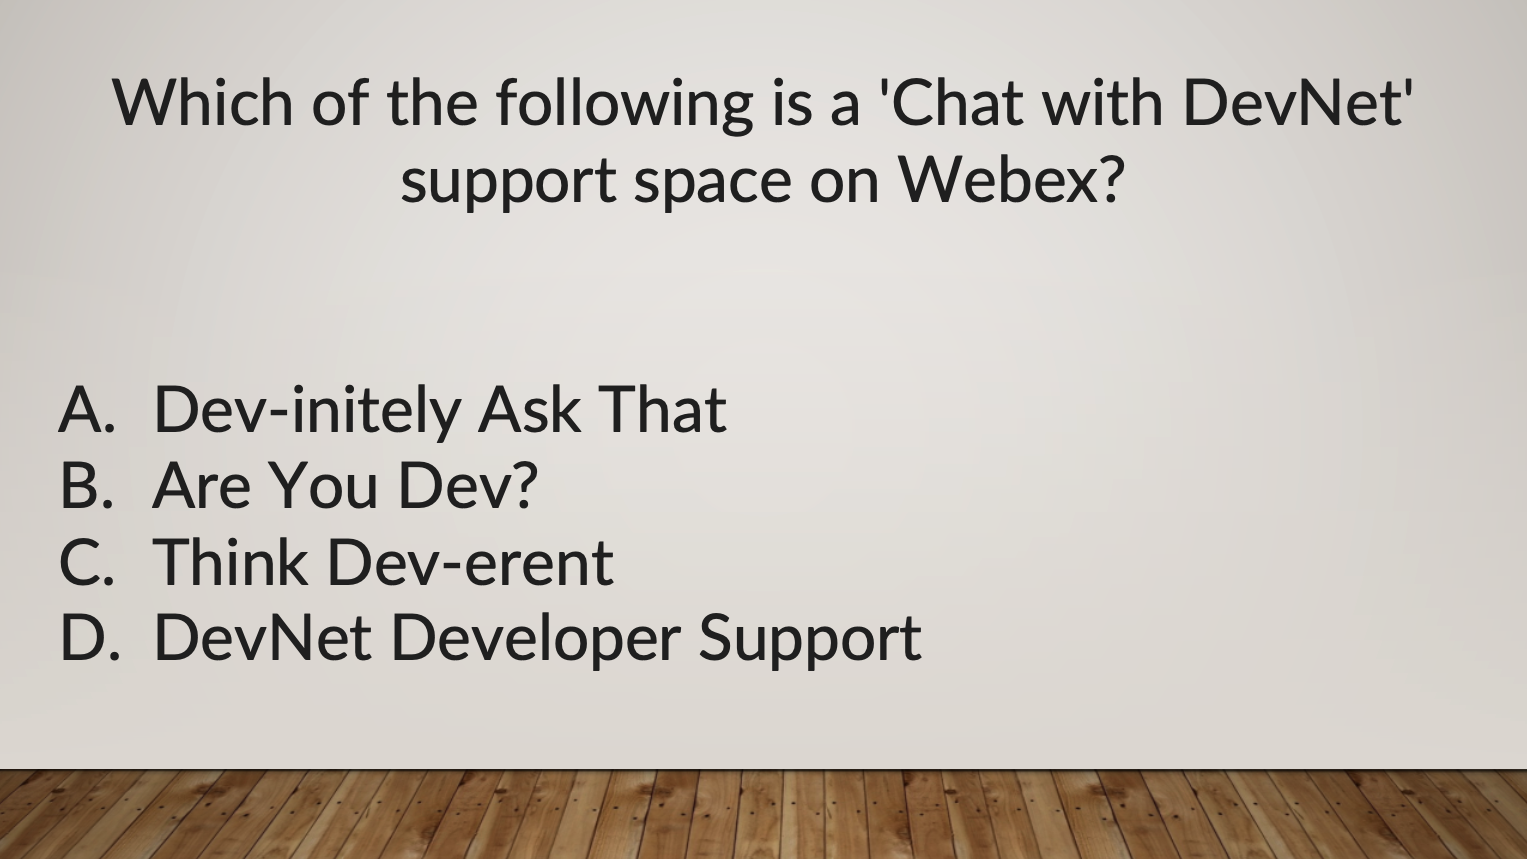 Which of the following is a 'Chat with DevNet'
support space on Webex?
A. Dev-initely Ask That
B. Are You Dev?
C. Think Dev-erent
D. DevNet Developer Support